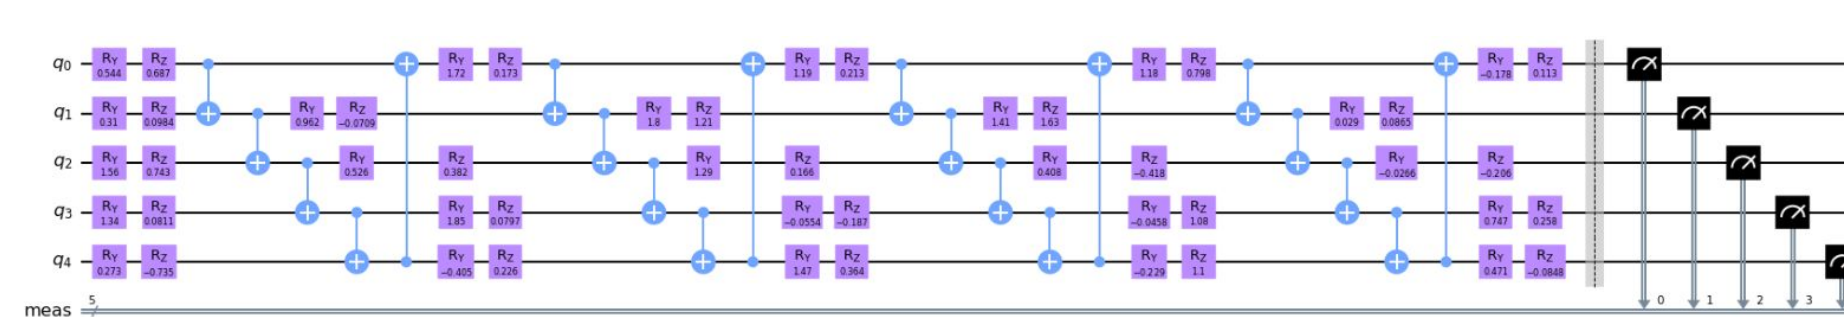 q0 RY 0.544 RZ 0.687 RY 1.72 RZ 0.173 RY 1.19 RZ 0.213 RY 1.18 RZ 0.798 RY −0.178 RZ 0.113
q1 RY 0.31 RZ 0.0984 RY 0.962 RZ −0.0709 RY 1.8 RZ 1.21 RY 1.41 RZ 1.63 RY 0.029 RZ 0.0865
q2 RY 1.56 RZ 0.743 RY 0.526 RZ 0.382 RY 1.29 RZ 0.166 RY 0.408 RZ −0.418 RY −0.0266 RZ −0.206
q3 RY 1.34 RZ 0.0811 RY 1.85 RZ 0.0797 RY −0.0554 RZ −0.187 RY −0.0458 RZ 1.08 RY 0.747 RZ 0.258
q4 RY 0.273 RZ −0.735 RY −0.405 RZ 0.226 RY 1.47 RZ 0.364 RY −0.229 RZ 1.1 RY 0.471 RZ −0.0848
meas 5 0 1 2 3